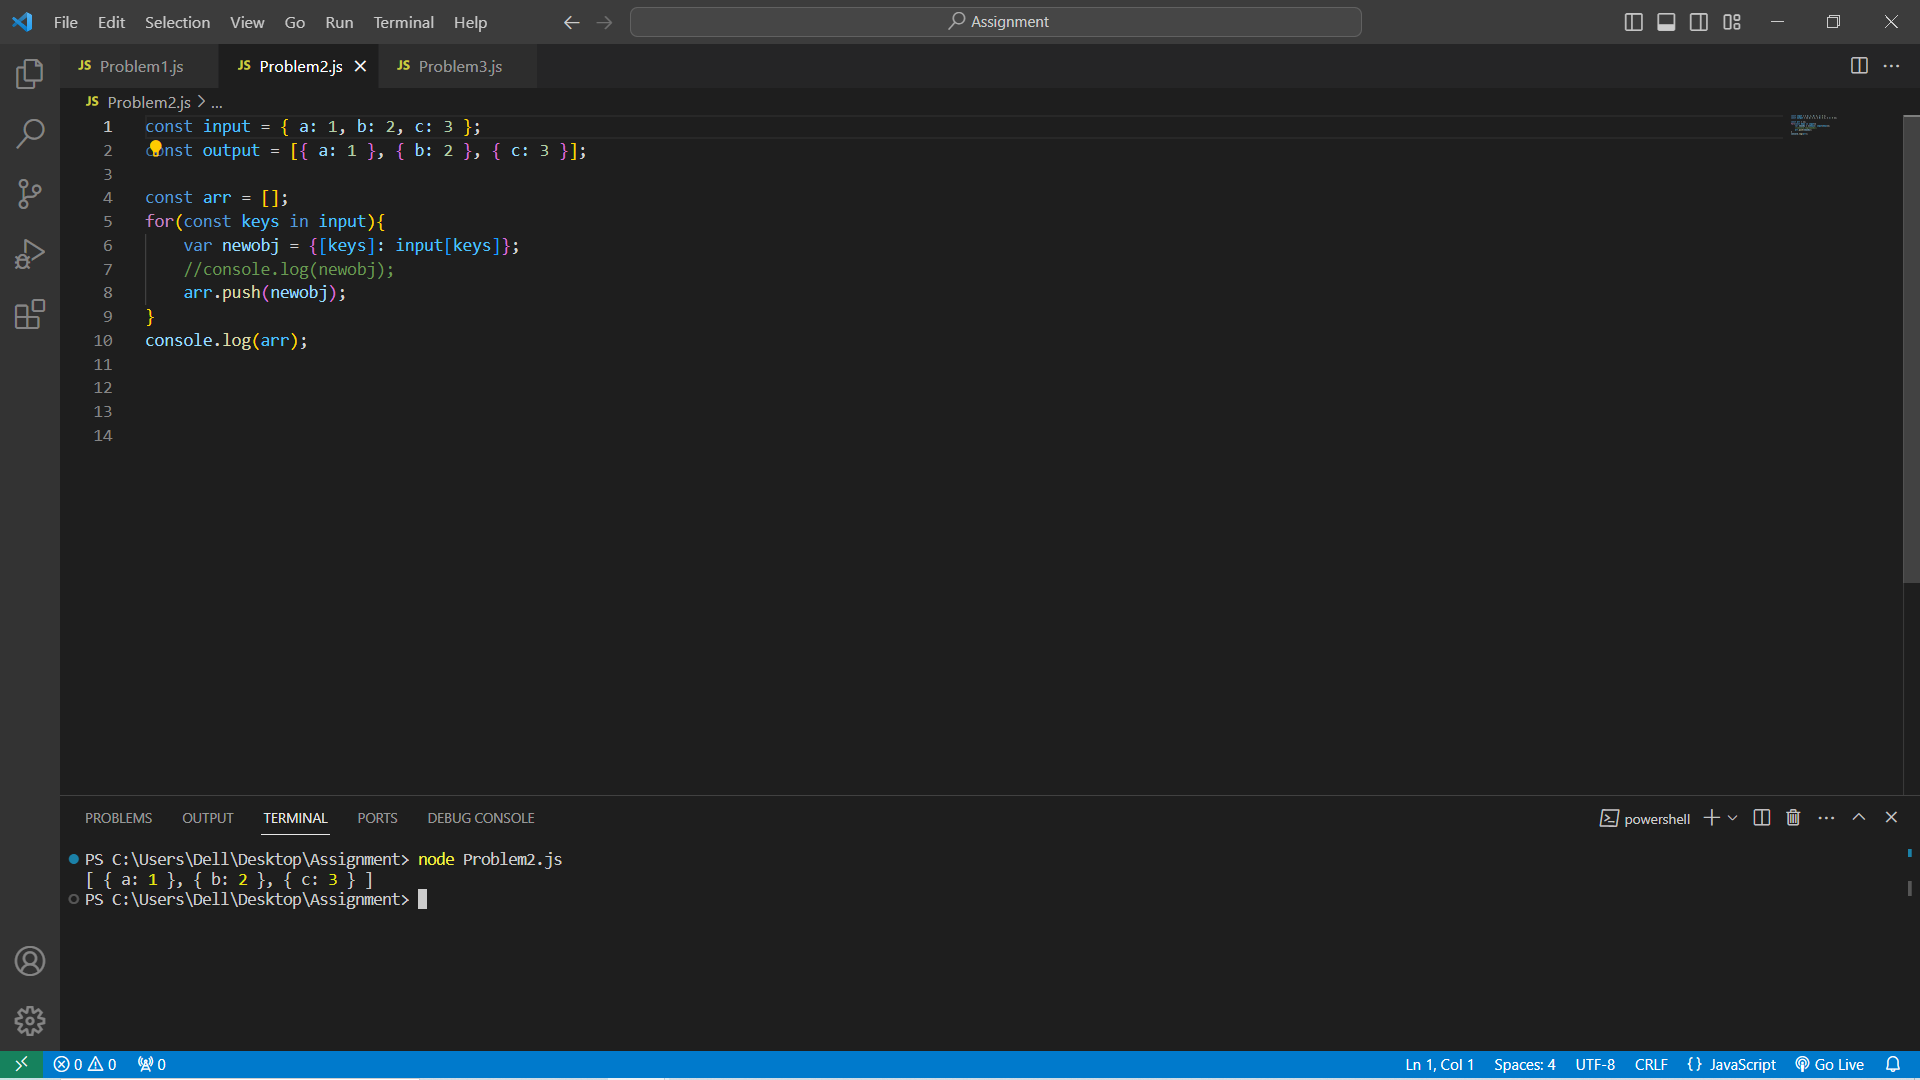 File Edit Selection View Go Run Terminal Help Assignment
JS Problem1.js JS Problem2.js JS Problem3.js
JS Problem2.js > ...
1 const input = { a: 1, b: 2, c: 3 };
2 const output = [{ a: 1 }, { b: 2 }, { c: 3 }];
3
4 const arr = [];
5 for(const keys in input){
6 var newobj = {[keys]: input[keys]};
7 //console.log(newobj);
8 arr.push(newobj);
9 }
10 console.log(arr);
11
12
13
14
PROBLEMS OUTPUT TERMINAL PORTS DEBUG CONSOLE powershell
PS C:\Users\Dell\Desktop\Assignment> node Problem2.js
[ { a: 1 }, { b: 2 }, { c: 3 } ]
PS C:\Users\Dell\Desktop\Assignment>
0 0 0 Ln 1, Col 1 Spaces: 4 UTF-8 CRLF {} JavaScript Go Live